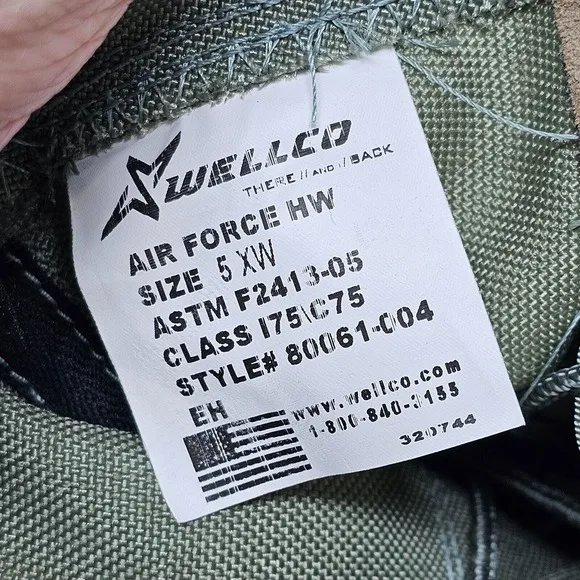 WELLCO
THERE // AND // BACK
AIR FORCE HW
SIZE 5 XW
ASTM F2413-05
CLASS I75\C75
STYLE# 80061-004
EH
www.wellco.com
1-800-840-3155
320744